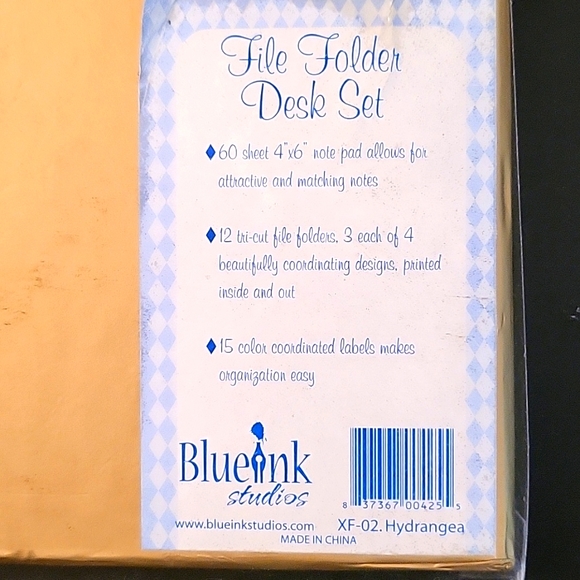 File Folder
Desk Set
♦60 sheet 4"x6" note pad allows for
attractive and matching notes
♦12 tri-cut file folders, 3 each of 4
beautifully coordinating designs, printed
inside and out
♦15 color coordinated labels makes
organization easy
Blueink
studios
8 37367 00425 5
www.blueinkstudios.com XF-02. Hydrangea
MADE IN CHINA